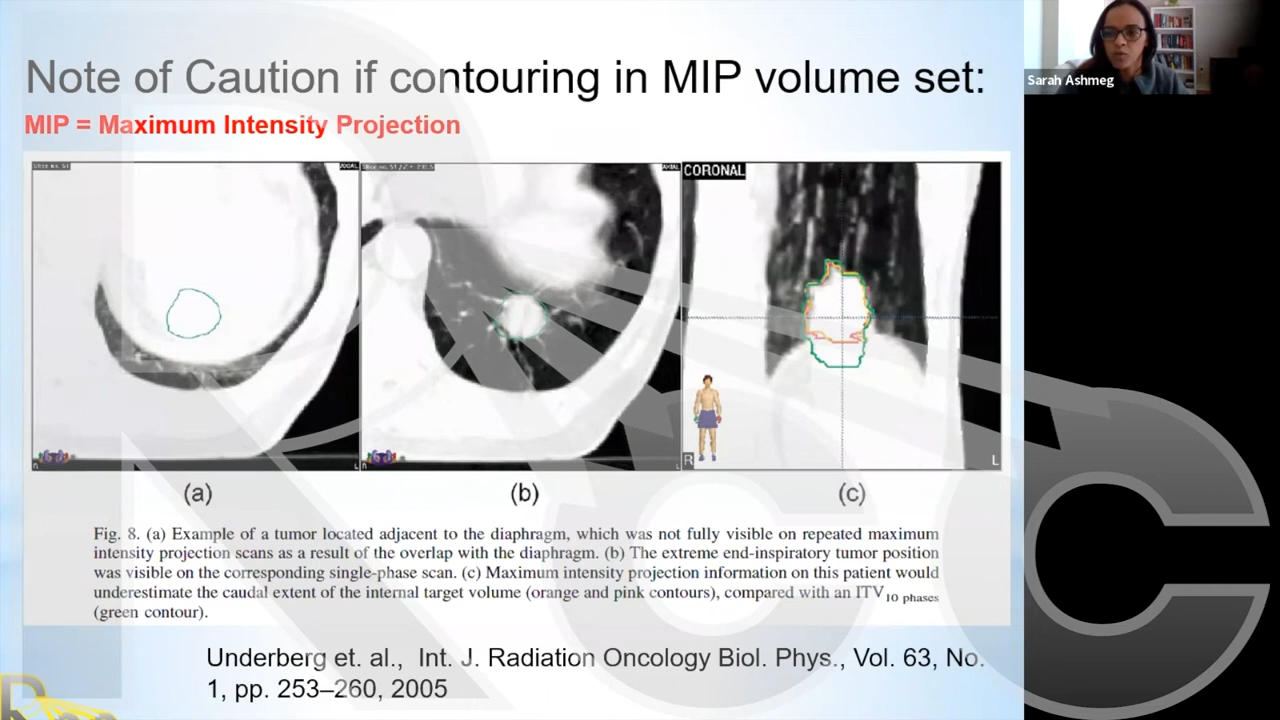 Note of Caution if contouring in MIP volume set:
MIP = Maximum Intensity Projection
Sarah Ashmeg
CORONAL
R
L
(a)
(b)
(c)
Fig. 8. (a) Example of a tumor located adjacent to the diaphragm, which was not fully visible on repeated maximum
intensity projection scans as a result of the overlap with the diaphragm. (b) The extreme end-inspiratory tumor position
was visible on the corresponding single-phase scan. (c) Maximum intensity projection information on this patient would
underestimate the caudal extent of the internal target volume (orange and pink contours), compared with an ITV10 phases
(green contour).
Underberg et. al., Int. J. Radiation Oncology Biol. Phys., Vol. 63, No.
1, pp. 253–260, 2005